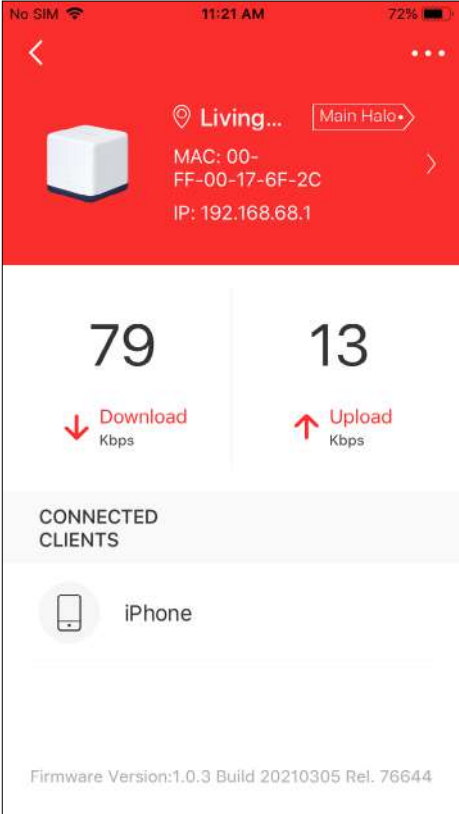 No SIM 11:21 AM 72%
Living... Main Halo
MAC: 00-
FF-00-17-6F-2C
IP: 192.168.68.1
79 13
Download Upload
Kbps Kbps
CONNECTED
CLIENTS
iPhone
Firmware Version:1.0.3 Build 20210305 Rel. 76644